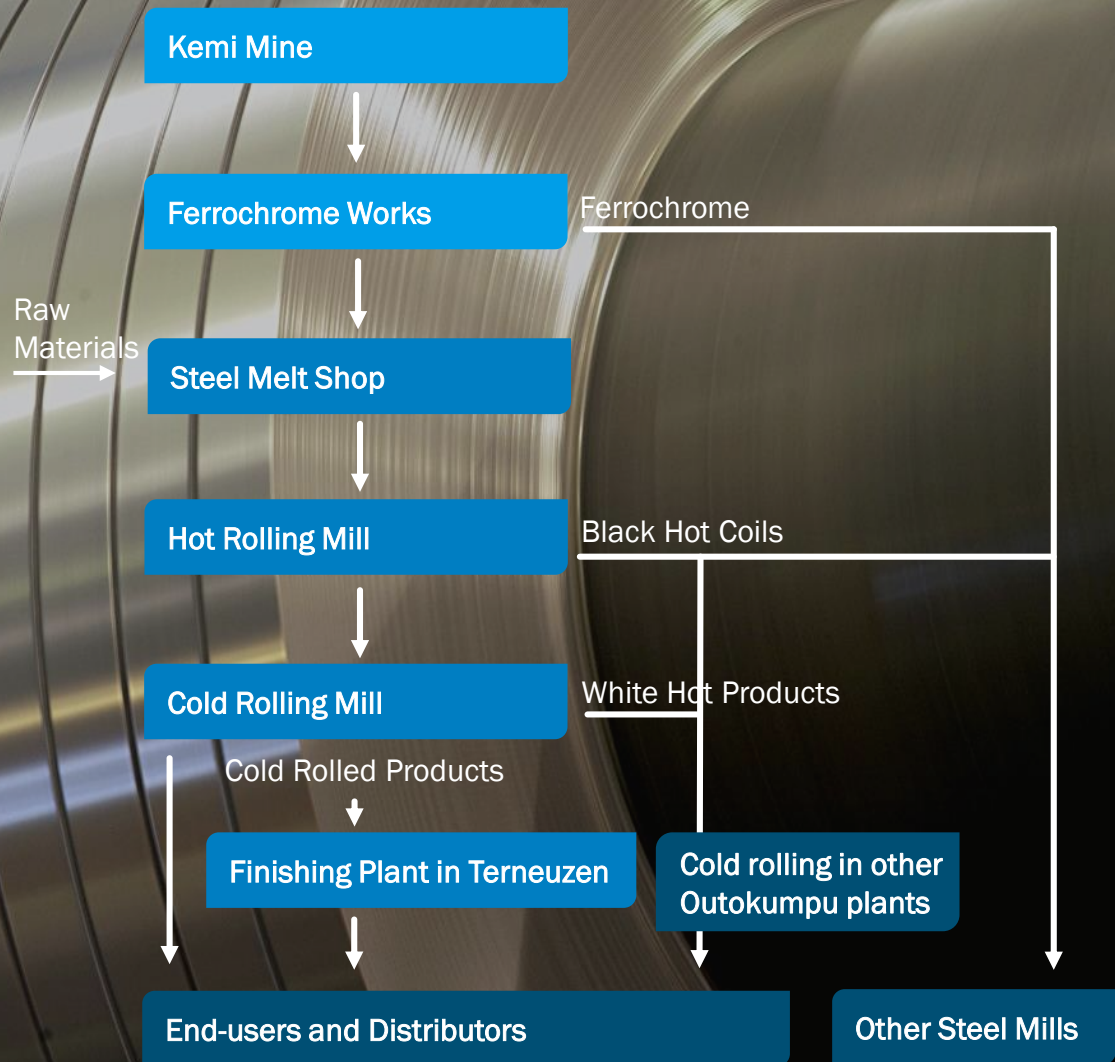 Kemi Mine
Ferrochrome Works
Ferrochrome
Raw
Materials
Steel Melt Shop
Hot Rolling Mill
Black Hot Coils
Cold Rolling Mill
White Hot Products
Cold Rolled Products
Finishing Plant in Terneuzen
Cold rolling in other
Outokumpu plants
End-users and Distributors
Other Steel Mills